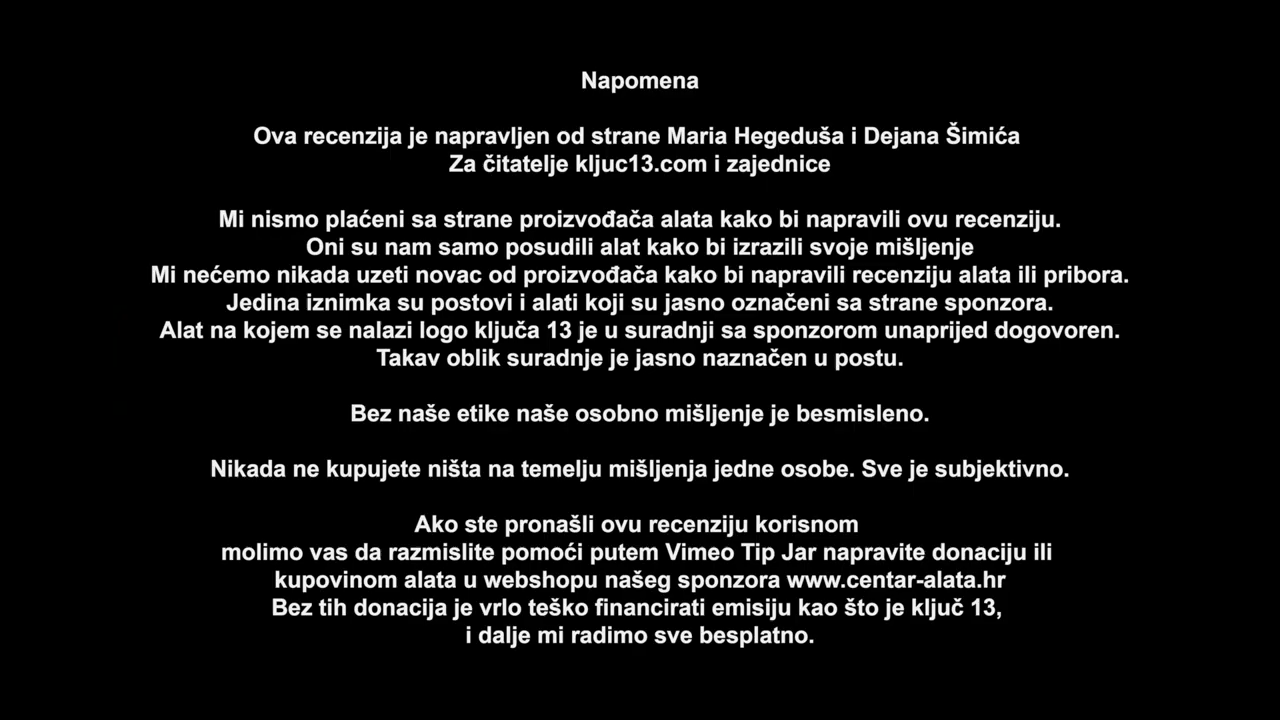 Napomena
Ova recenzija je napravljen od strane Maria Hegeduša i Dejana Šimića
Za čitatelje kljuc13.com i zajednice
Mi nismo plaćeni sa strane proizvođača alata kako bi napravili ovu recenziju.
Oni su nam samo posudili alat kako bi izrazili svoje mišljenje
Mi nećemo nikada uzeti novac od proizvođača kako bi napravili recenziju alata ili pribora.
Jedina iznimka su postovi i alati koji su jasno označeni sa strane sponzora.
Alat na kojem se nalazi logo ključa 13 je u suradnji sa sponzorom unaprijed dogovoren.
Takav oblik suradnje je jasno naznačen u postu.
Bez naše etike naše osobno mišljenje je besmisleno.
Nikada ne kupujete ništa na temelju mišljenja jedne osobe. Sve je subjektivno.
Ako ste pronašli ovu recenziju korisnom
molimo vas da razmislite pomoći putem Vimeo Tip Jar napravite donaciju ili
kupovinom alata u webshopu našeg sponzora www.centar-alata.hr
Bez tih donacija je vrlo teško financirati emisiju kao što je ključ 13,
i dalje mi radimo sve besplatno.